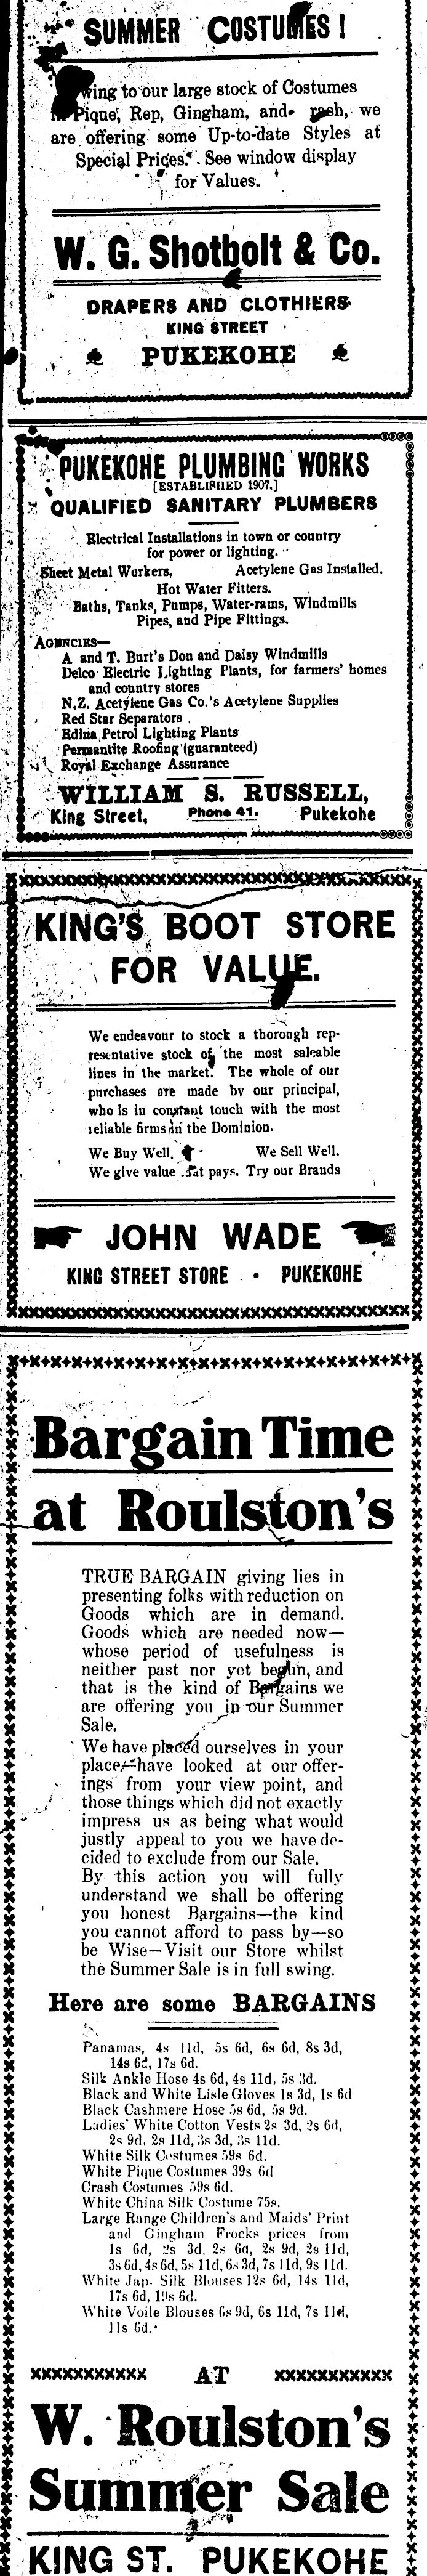 SUMMER COSTUMES !
wing to our large stock of Costumes
in Pique, Rep, Gingham, and rash, we
are offering some Up-to-date Styles at
Special Prices. See window display
for Values.
W. G. Shotbolt & Co.
DRAPERS AND CLOTHIERS
KING STREET
PUKEKOHE
PUKEKOHE PLUMBING WORKS
[ESTABLISHED 1907.]
QUALIFIED SANITARY PLUMBERS
Electrical Installations in town or country
for power or lighting.
Sheet Metal Workers, Acetylene Gas Installed.
Hot Water Fitters.
Baths, Tanks, Pumps, Water-rams, Windmills
Pipes, and Pipe Fittings.
AGENCIES—
A and T. Burt's Don and Daisy Windmills
Delco Electric Lighting Plants, for farmers' homes
and country stores
N.Z. Acetylene Gas Co.'s Acetylene Supplies
Red Star Separators
Edina Petrol Lighting Plants
Permantite Roofing (guaranteed)
Royal Exchange Assurance
WILLIAM S. RUSSELL,
King Street, Phone 41. Pukekohe
KING'S BOOT STORE
FOR VALUE.
We endeavour to stock a thorough rep-
resentative stock of the most saleable
lines in the market. The whole of our
purchases are made by our principal,
who is in constant touch with the most
reliable firms in the Dominion.
We Buy Well. We Sell Well.
We give value at pays. Try our Brands
JOHN WADE
KING STREET STORE - PUKEKOHE
Bargain Time
at Roulston's
TRUE BARGAIN giving lies in
presenting folks with reduction on
Goods which are in demand.
Goods which are needed now—
whose period of usefulness is
neither past nor yet begun, and
that is the kind of Bargains we
are offering you in our Summer
Sale.
We have placed ourselves in your
place—have looked at our offer-
ings from your view point, and
those things which did not exactly
impress us as being what would
justly appeal to you we have de-
cided to exclude from our Sale.
By this action you will fully
understand we shall be offering
you honest Bargains—the kind
you cannot afford to pass by—so
be Wise—Visit our Store whilst
the Summer Sale is in full swing.
Here are some BARGAINS
Panamas, 4s 11d, 5s 6d, 6s 6d, 8s 3d,
14s 6d, 17s 6d.
Silk Ankle Hose 4s 6d, 4s 11d, 5s 3d.
Black and White Lisle Gloves 1s 3d, 1s 6d
Black Cashmere Hose 5s 6d, 5s 9d.
Ladies' White Cotton Vests 2s 3d, 2s 6d,
2s 9d, 2s 11d, 3s 3d, 3s 11d.
White Silk Costumes 59s 6d.
White Pique Costumes 39s 6d
Crash Costumes 59s 6d.
White China Silk Costume 75s.
Large Range Children's and Maids' Print
and Gingham Frocks prices from
1s 6d, 2s 3d, 2s 6d, 2s 9d, 2s 11d,
3s 6d, 4s 6d, 5s 11d, 6s 3d, 7s 11d, 9s 11d.
White Jap. Silk Blouses 12s 6d, 14s 11d,
17s 6d, 19s 6d.
White Voile Blouses 6s 9d, 6s 11d, 7s 11d,
11s 6d.
AT
W. Roulston's
Summer Sale
KING ST. PUKEKOHE